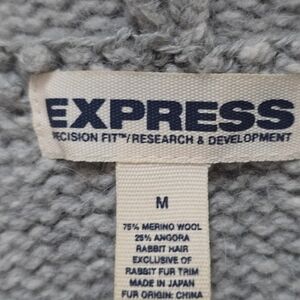 EXPRESS
PRECISION FIT™/RESEARCH & DEVELOPMENT
M
75% MERINO WOOL
25% ANGORA
RABBIT HAIR
EXCLUSIVE OF
RABBIT FUR TRIM
MADE IN JAPAN
FUR ORIGIN: CHINA